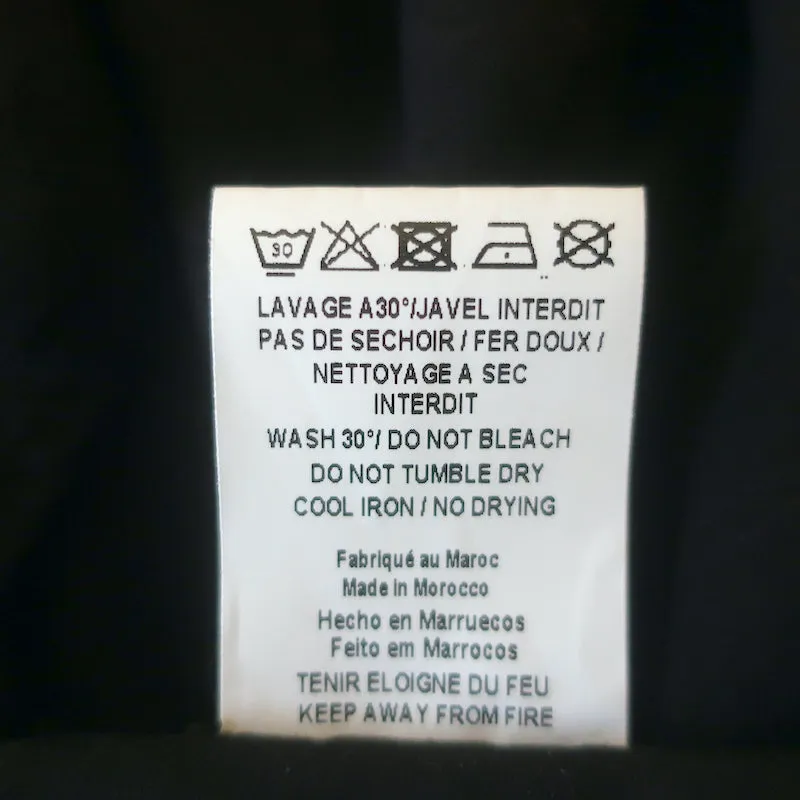 30
LAVAGE A30°/JAVEL INTERDIT
PAS DE SECHOIR / FER DOUX /
NETTOYAGE A SEC
INTERDIT
WASH 30°/ DO NOT BLEACH
DO NOT TUMBLE DRY
COOL IRON / NO DRYING
Fabriqué au Maroc
Made in Morocco
Hecho en Marruecos
Feito em Marrocos
TENIR ELOIGNE DU FEU
KEEP AWAY FROM FIRE